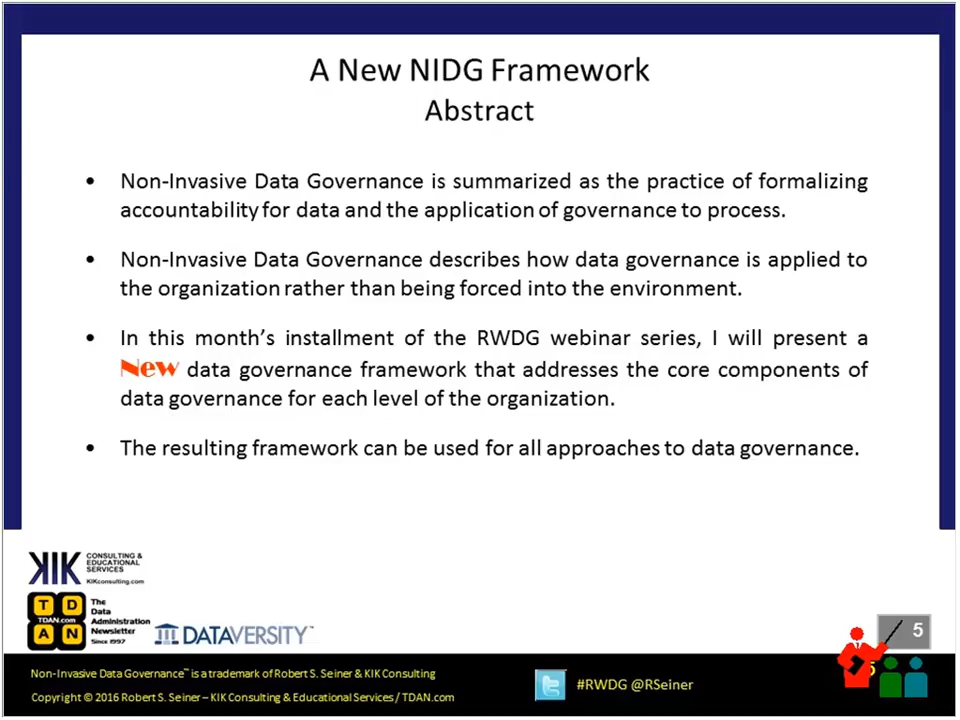 A New NIDG Framework
Abstract
• Non-Invasive Data Governance is summarized as the practice of formalizing
accountability for data and the application of governance to process.
• Non-Invasive Data Governance describes how data governance is applied to
the organization rather than being forced into the environment.
• In this month's installment of the RWDG webinar series, I will present a
New data governance framework that addresses the core components of
data governance for each level of the organization.
• The resulting framework can be used for all approaches to data governance.
KIK CONSULTING &
EDUCATIONAL
SERVICES
KIKconsulting.com
T D
TDAN.com
A N
The
Data
Administration
Newsletter
Since 1997
DATAVERSITY™
5
5
Non-Invasive Data Governance™ is a trademark of Robert S. Seiner & KIK Consulting
Copyright © 2016 Robert S. Seiner – KIK Consulting & Educational Services / TDAN.com
#RWDG @RSeiner